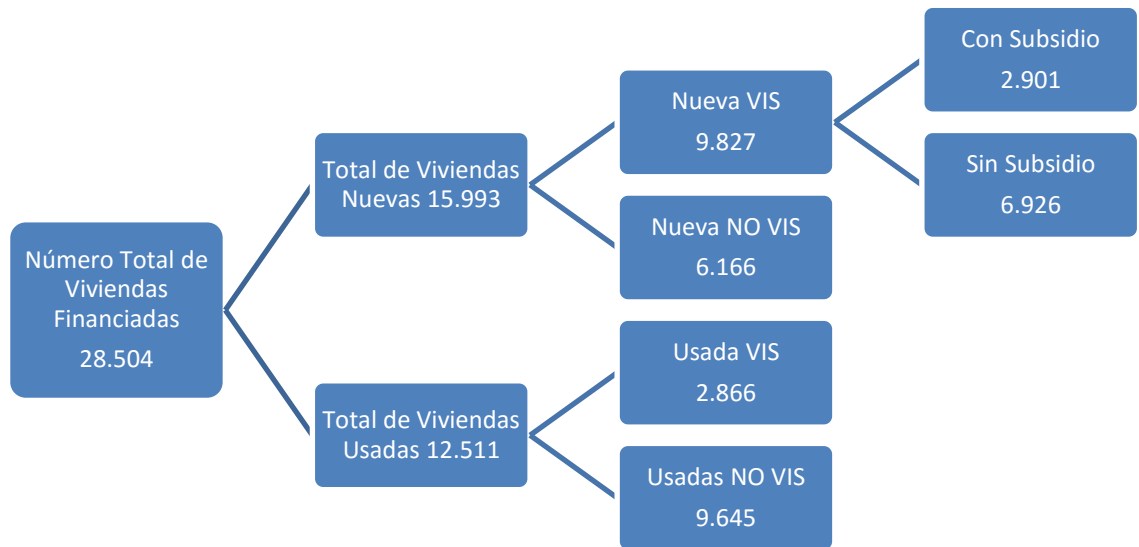 Número Total de
Viviendas
Financiadas
28.504
Total de Viviendas
Nuevas 15.993
Nueva VIS
9.827
Con Subsidio
2.901
Sin Subsidio
6.926
Nueva NO VIS
6.166
Total de Viviendas
Usadas 12.511
Usada VIS
2.866
Usadas NO VIS
9.645